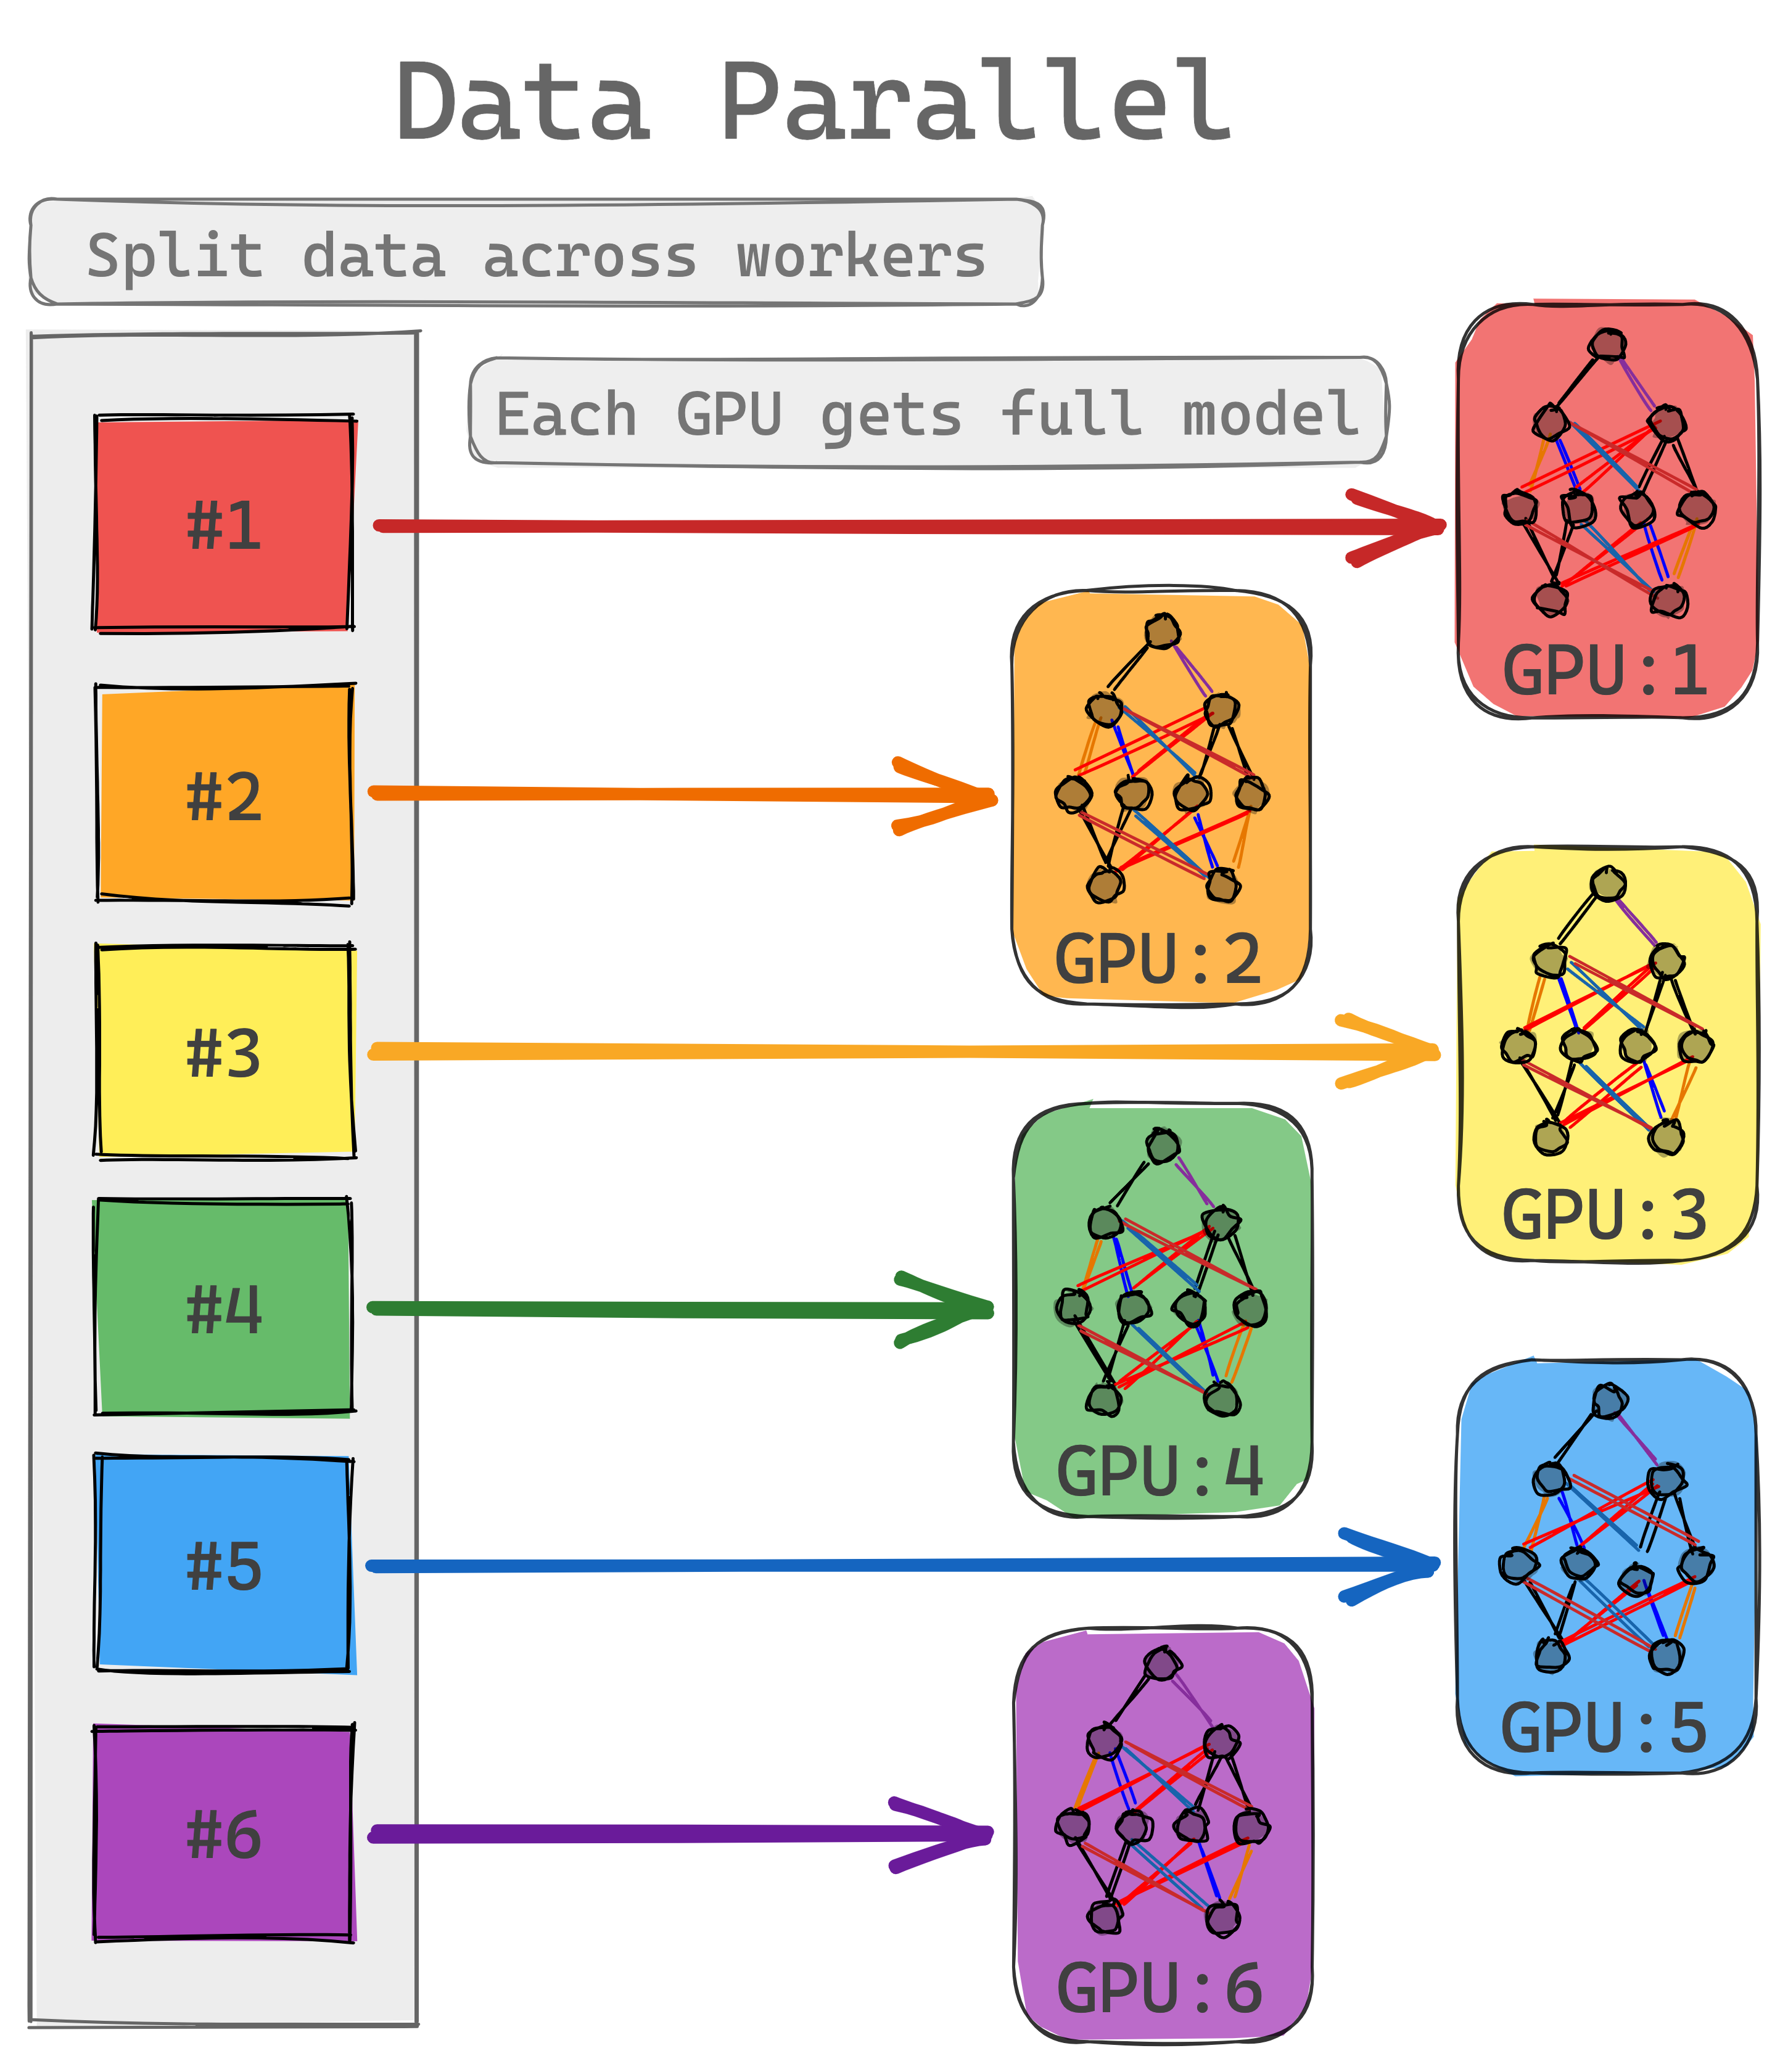 Data Parallel
Split data across workers
Each GPU gets full model
#1
GPU:1
#2
GPU:2
#3
GPU:3
#4
GPU:4
#5
GPU:5
#6
GPU:6